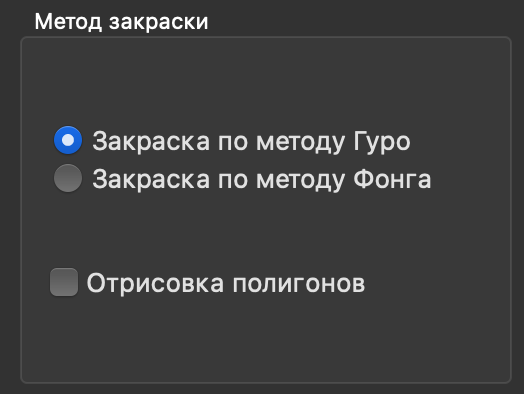 Метод закраски
Закраска по методу Гуро
Закраска по методу Фонга
Отрисовка полигонов